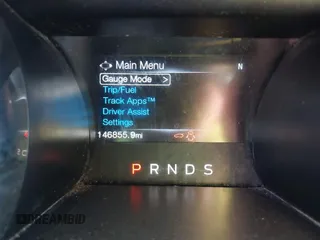 Main Menu
N
Gauge Mode >
Trip/Fuel
Track Apps™
Driver Assist
Settings
146855.9mi
P R N D S
DREAMBID